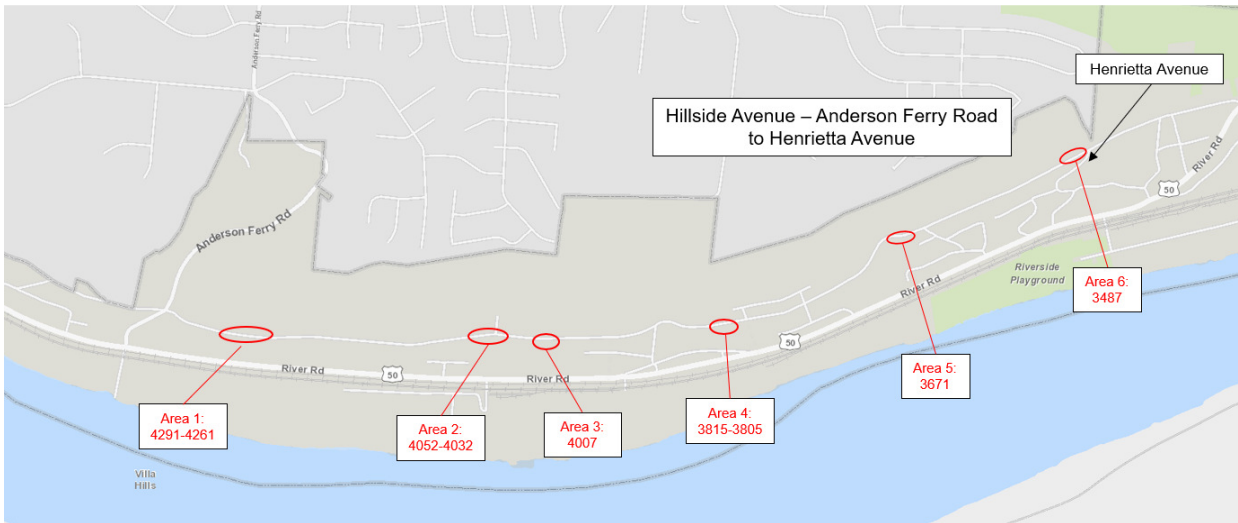 Anderson Ferry Rd
Henrietta Avenue
Hillside Avenue – Anderson Ferry Road
to Henrietta Avenue
River Rd
50
Anderson Ferry Rd
Riverside
Playground
River Rd
Area 6:
3487
River Rd
50
River Rd
50
River Rd
Area 5:
3671
Area 1:
4291-4261
Area 2:
4052-4032
Area 3:
4007
Area 4:
3815-3805
Villa
Hills